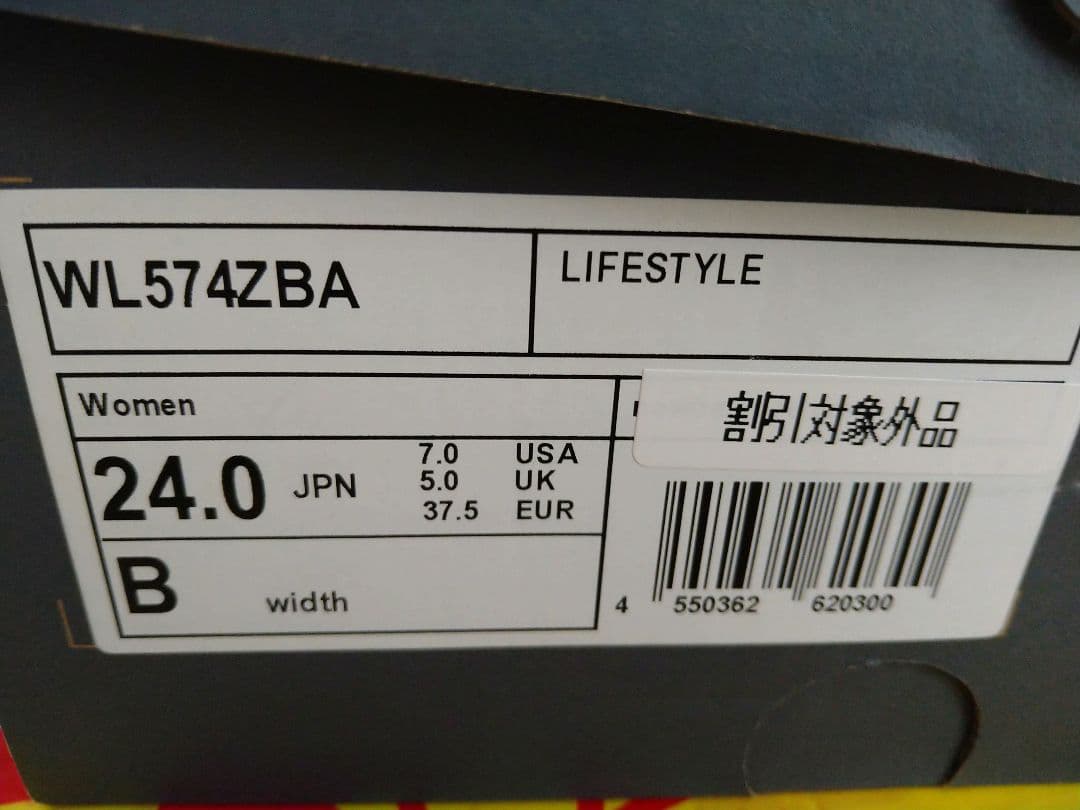 WL574ZBA
LIFESTYLE
Women
割引対象外品
24.0 JPN
7.0 USA
5.0 UK
37.5 EUR
B width
4 550362 620300